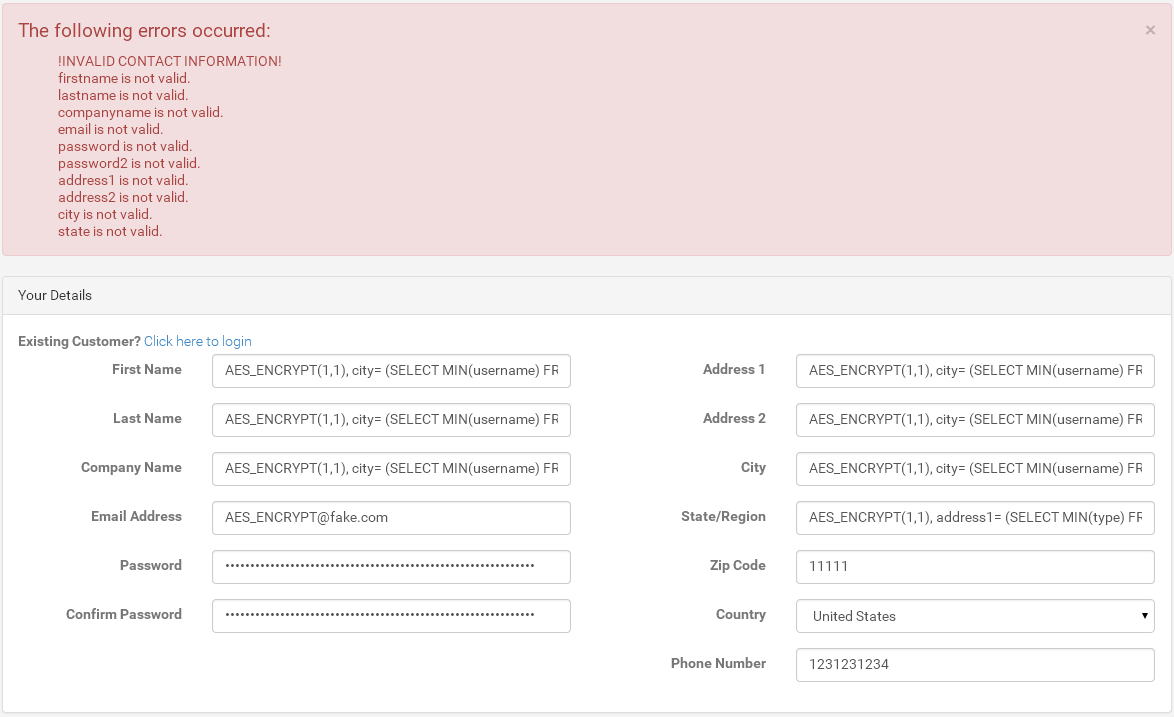 The following errors occurred:
×
!INVALID CONTACT INFORMATION!
firstname is not valid.
lastname is not valid.
companyname is not valid.
email is not valid.
password is not valid.
password2 is not valid.
address1 is not valid.
address2 is not valid.
city is not valid.
state is not valid.
Your Details
Existing Customer? Click here to login
First Name AES_ENCRYPT(1,1), city= (SELECT MIN(username) FR
Last Name AES_ENCRYPT(1,1), city= (SELECT MIN(username) FR
Company Name AES_ENCRYPT(1,1), city= (SELECT MIN(username) FR
Email Address AES_ENCRYPT@fake.com
Password
Confirm Password
Address 1 AES_ENCRYPT(1,1), city= (SELECT MIN(username) FR
Address 2 AES_ENCRYPT(1,1), city= (SELECT MIN(username) FR
City AES_ENCRYPT(1,1), city= (SELECT MIN(username) FR
State/Region AES_ENCRYPT(1,1), address1= (SELECT MIN(type) FR
Zip Code 11111
Country United States
Phone Number 1231231234